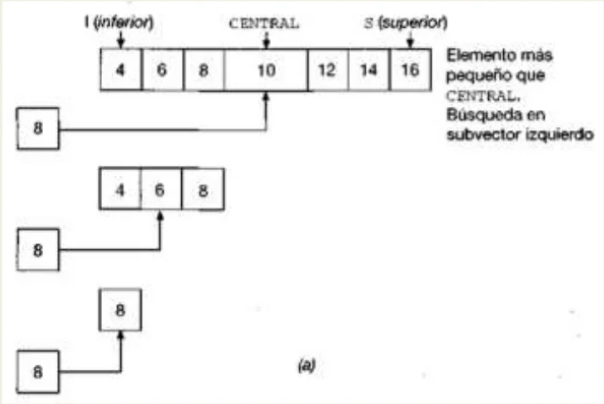 I (inferior) CENTRAL S (superior)
4 6 8 10 12 14 16
Elemento más
pequeño que
CENTRAL.
Búsqueda en
subvector izquierdo
8
4 6 8
8
8
8
(a)